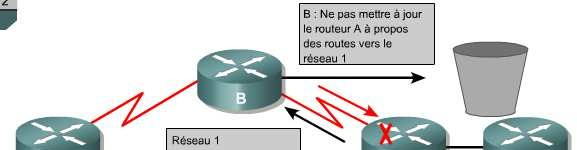 2
B : Ne pas mettre à jour
le routeur A à propos
des routes vers le
réseau 1
B
Réseau 1